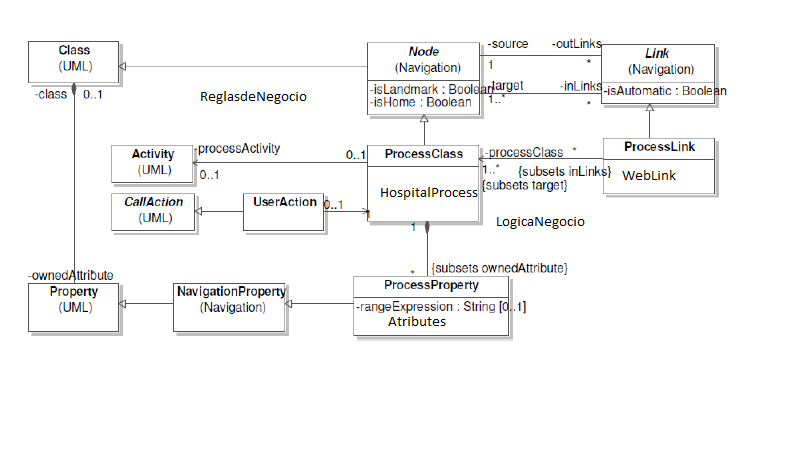 Class
(UML)
-class
0..1
Node
(Navigation)
-isLandmark : Boolean
-isHome : Boolean
-source
-outLinks
1
*
-target
-inLinks
1..*
*
Link
(Navigation)
-isAutomatic : Boolean
ReglasdeNegocio
Activity
(UML)
-processActivity
0..1
0..1
ProcessClass
HospitalProcess
-processClass
*
1..*
{subsets inLinks}
{subsets target}
ProcessLink
WebLink
CallAction
(UML)
UserAction
0..1
1
LogicaNegocio
1
*
{subsets ownedAttribute}
-ownedAttribute
*
Property
(UML)
NavigationProperty
(Navigation)
ProcessProperty
-rangeExpression : String [0..1]
Atributes